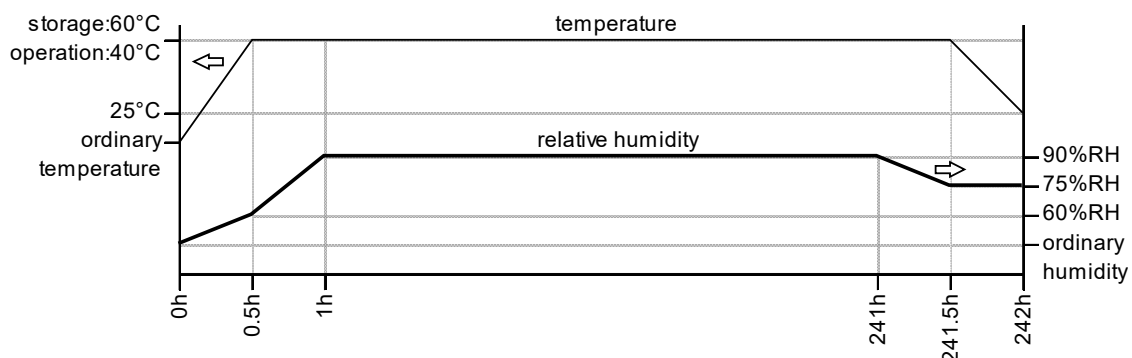 storage:60°C
operation:40°C
temperature
25°C
ordinary
temperature
relative humidity
90%RH
75%RH
60%RH
ordinary
humidity
0h
0.5h
1h
241h
241.5h
242h